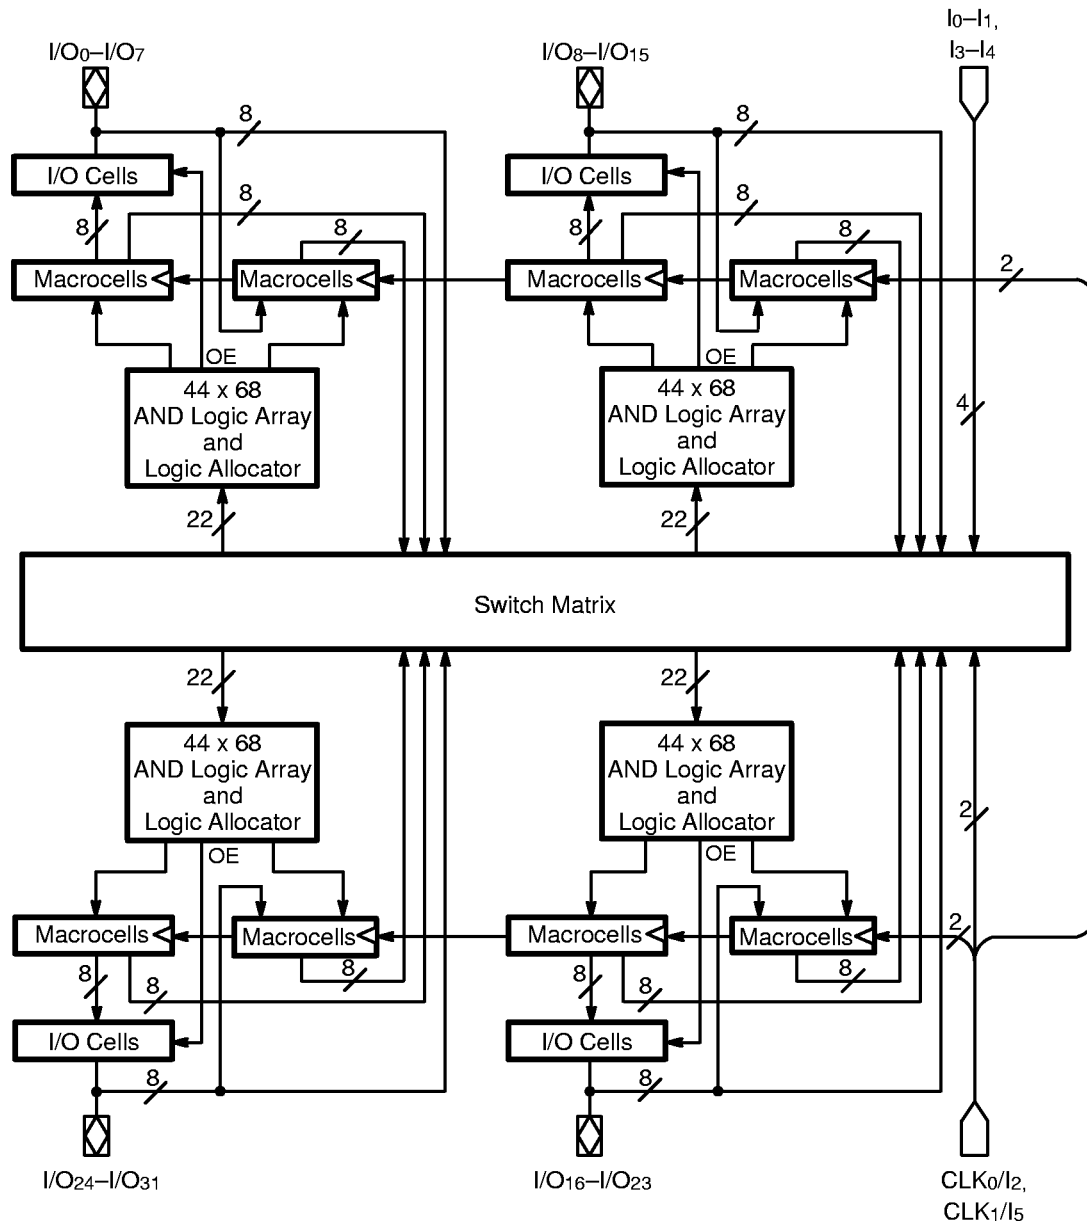 I/O0–I/O7
I/O8–I/O15
I0–I1,
I3–I4
8
8
I/O Cells
I/O Cells
8
8
8
8
8
8
Macrocells
Macrocells
Macrocells
Macrocells
2
OE
OE
44 x 68
AND Logic Array
and
Logic Allocator
44 x 68
AND Logic Array
and
Logic Allocator
4
22
22
Switch Matrix
22
22
44 x 68
AND Logic Array
and
Logic Allocator
44 x 68
AND Logic Array
and
Logic Allocator
2
OE
OE
Macrocells
Macrocells
Macrocells
Macrocells
2
8
8
8
8
8
8
I/O Cells
I/O Cells
8
8
I/O24–I/O31
I/O16–I/O23
CLK0/I2,
CLK1/I5